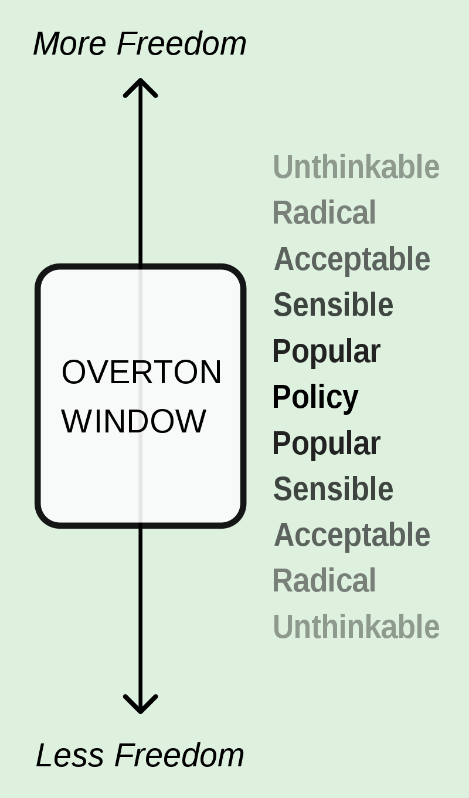 More Freedom
Unthinkable
Radical
Acceptable
Sensible
Popular
OVERTON
WINDOW
Policy
Popular
Sensible
Acceptable
Radical
Unthinkable
Less Freedom